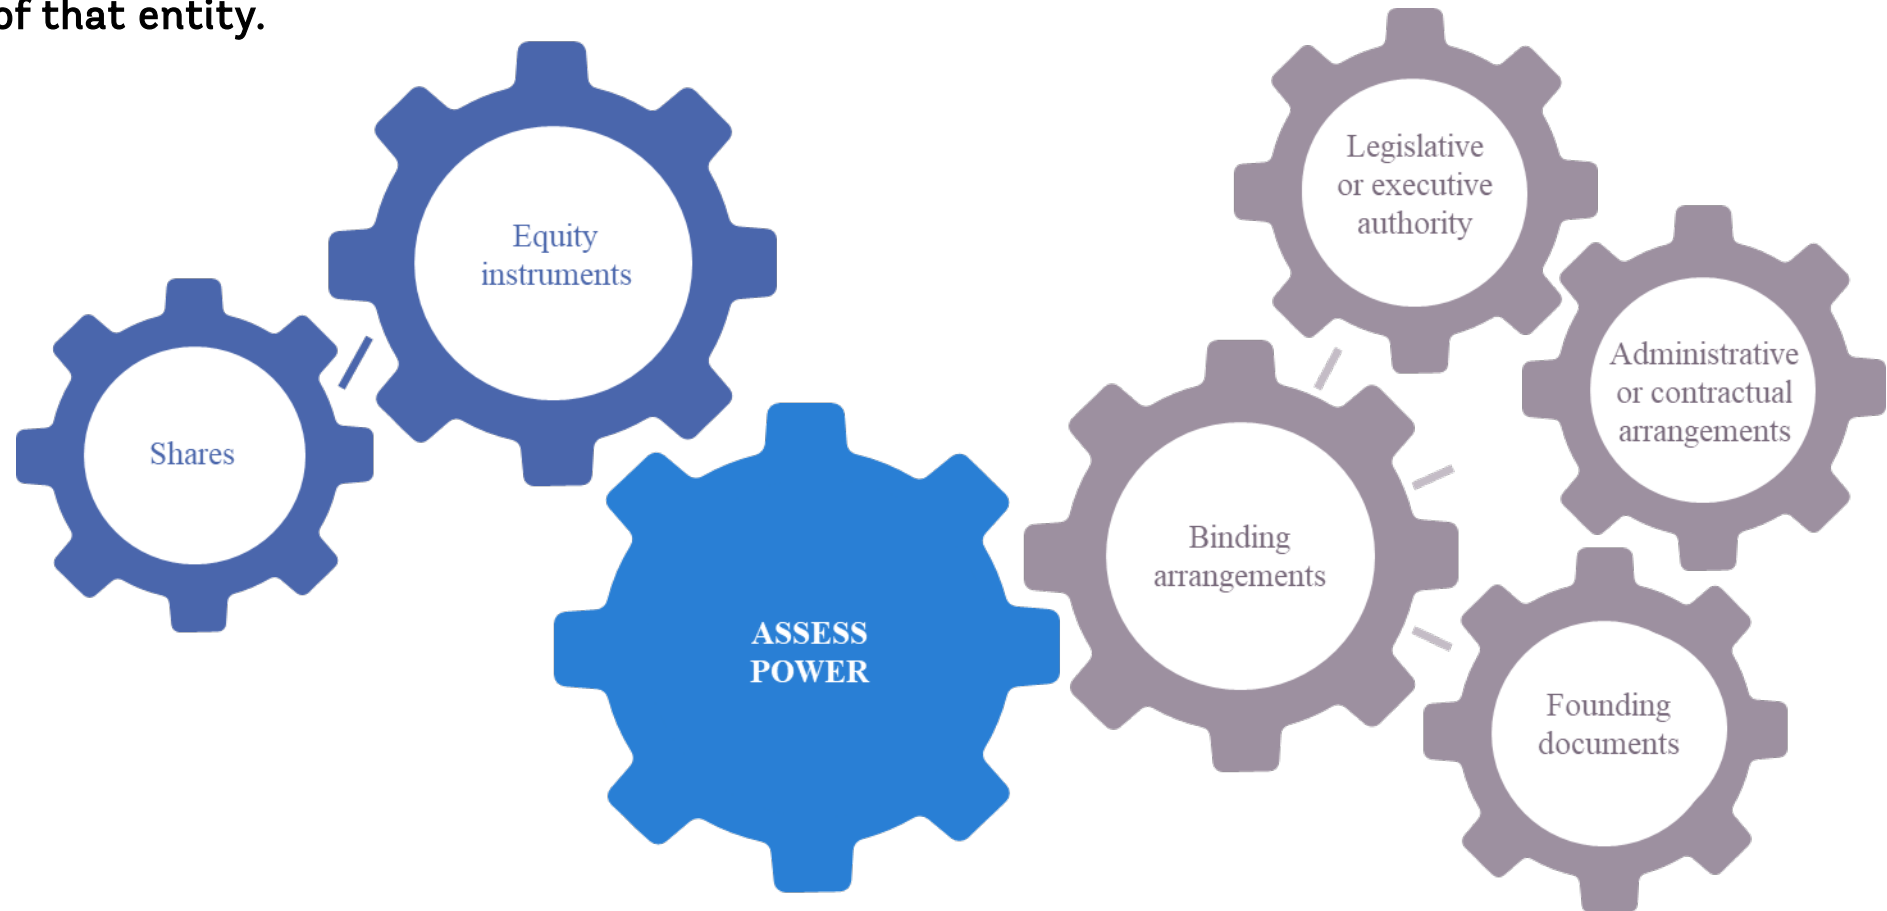 of that entity.
Equity
instruments
Shares
ASSESS
POWER
Legislative
or executive
authority
Administrative
or contractual
arrangements
Binding
arrangements
Founding
documents